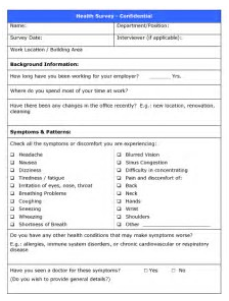 Health Survey - Confidential
Name: Department/Position:
Survey Date: Interviewer (if applicable):
Work Location / Building Area
Background Information:
How long have you been working for your employer? ______ Yrs.
Where do you spend most of your time at work?
Have there been any changes in the office recently? E.g.: new location, renovation,
cleaning
Symptoms & Patterns:
Check all the symptoms or discomfort you are experiencing:
❑ Headache ❑ Blurred Vision
❑ Nausea ❑ Sinus Congestion
❑ Dizziness ❑ Difficulty in concentrating
❑ Tiredness / fatigue ❑ Pain and discomfort of:
❑ Irritation of eyes, nose, throat ❑ Back
❑ Breathing Problems ❑ Neck
❑ Coughing ❑ Hands
❑ Sneezing ❑ Wrist
❑ Wheezing ❑ Shoulders
❑ Shortness of Breath ❑ Other ______
Do you have any other health conditions that may make symptoms worse?
E.g.: allergies, immune system disorders, or chronic cardiovascular or respiratory
disease
Have you seen a doctor for these symptoms? □ Yes □ No
(Do you wish to provide general details?)